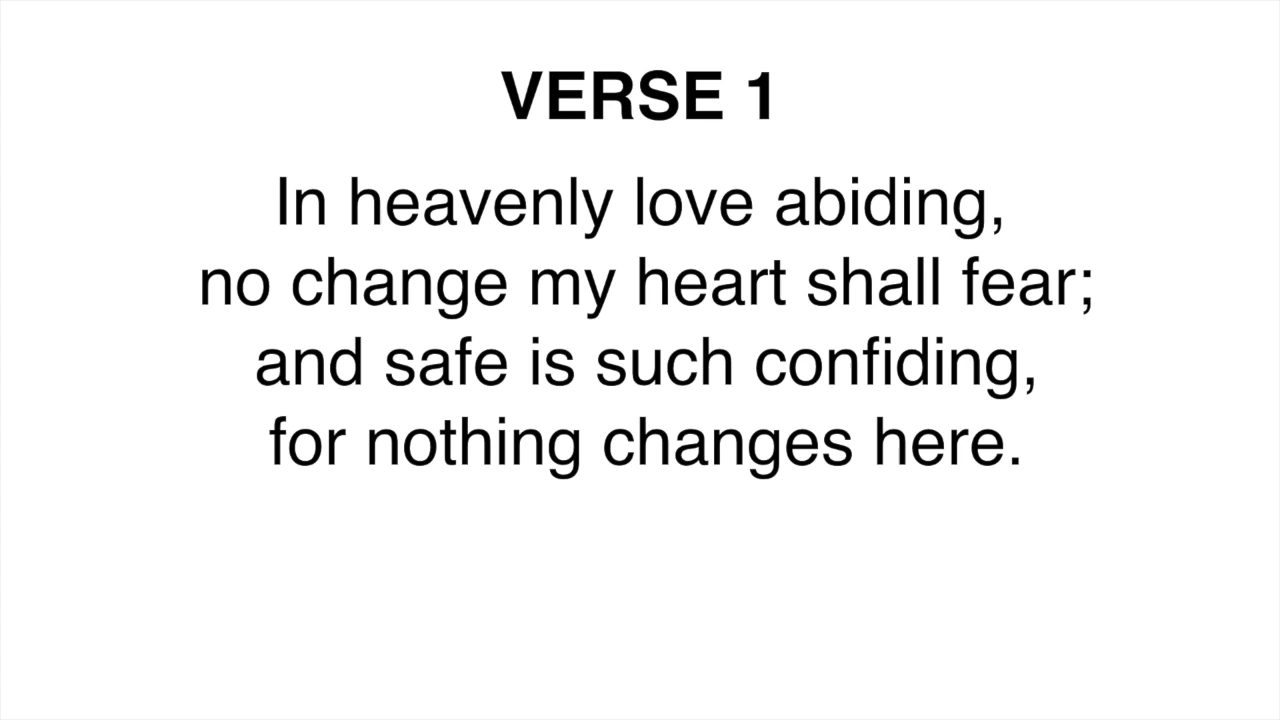 VERSE 1
In heavenly love abiding,
no change my heart shall fear;
and safe is such confiding,
for nothing changes here.